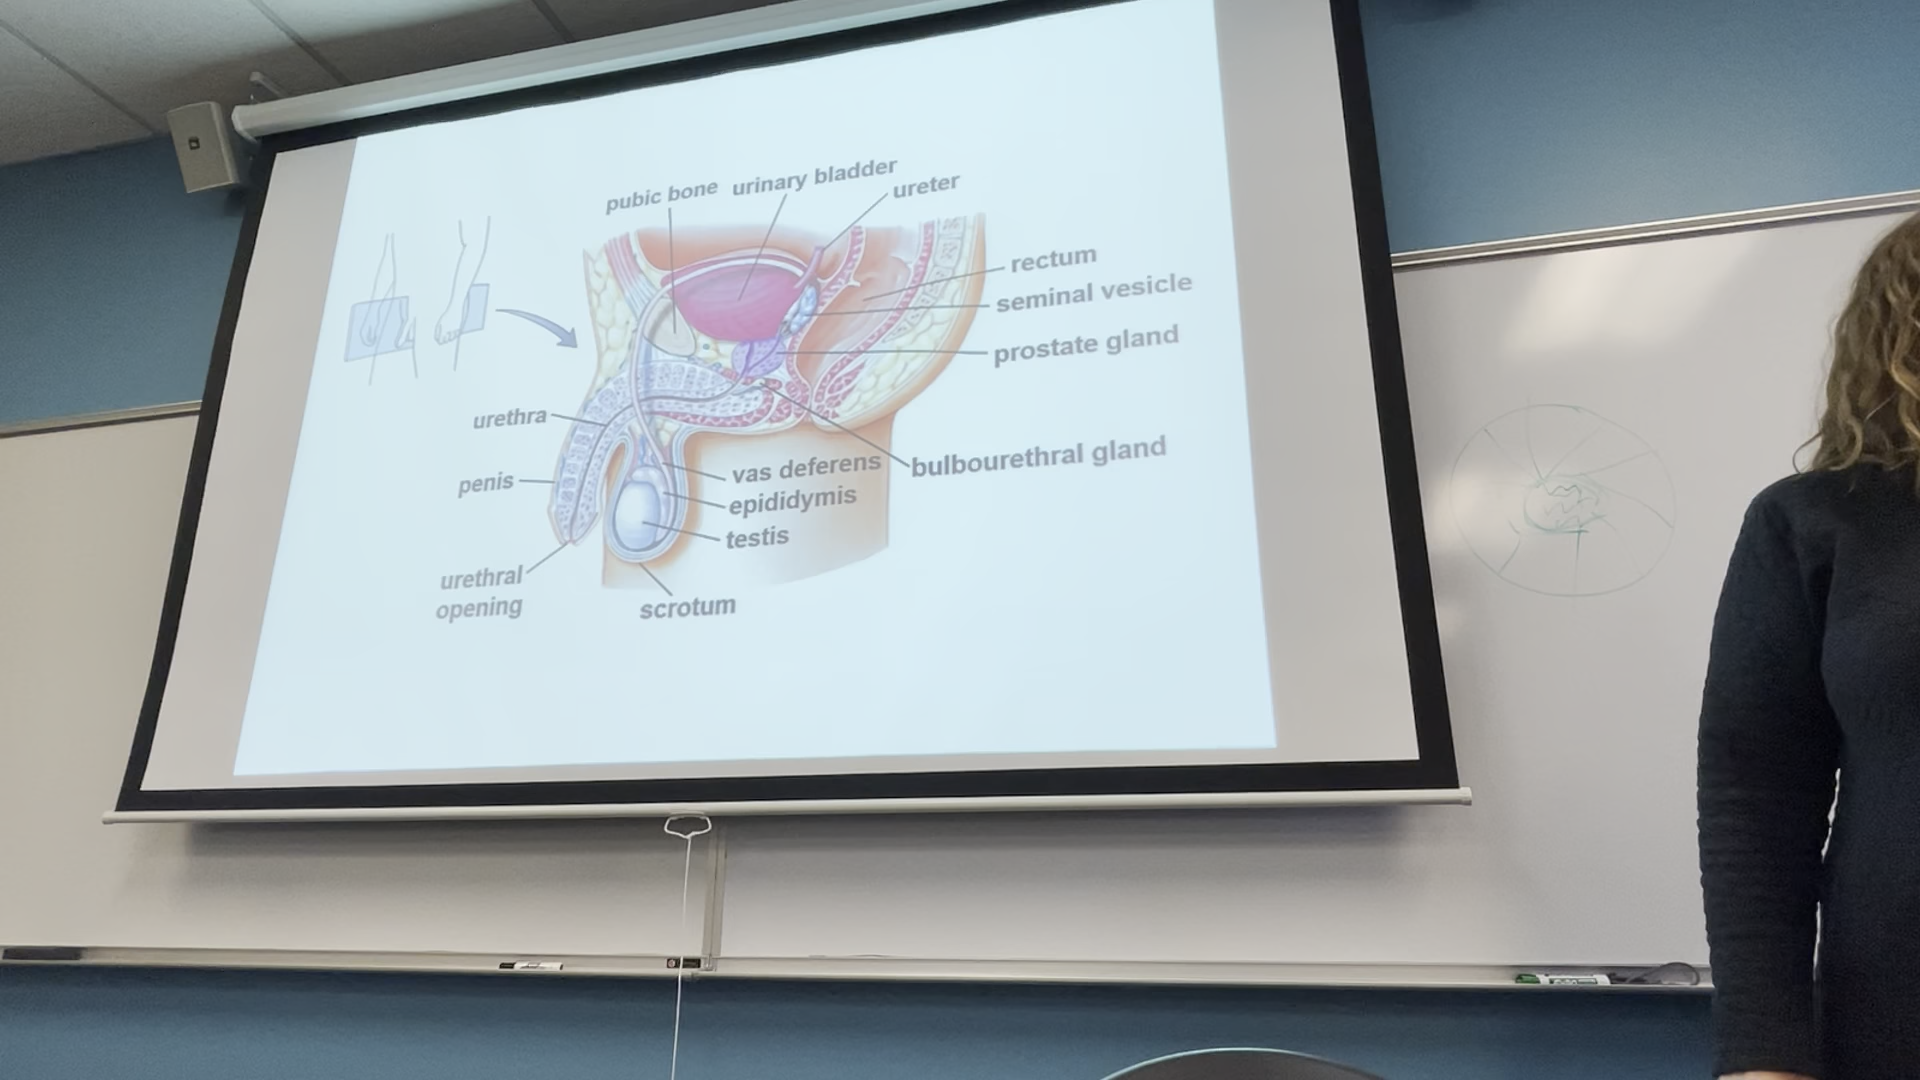 pubic bone
urinary bladder
ureter
rectum
seminal vesicle
prostate gland
urethra
penis
vas deferens
epididymis
testis
bulbourethral gland
urethral
opening
scrotum